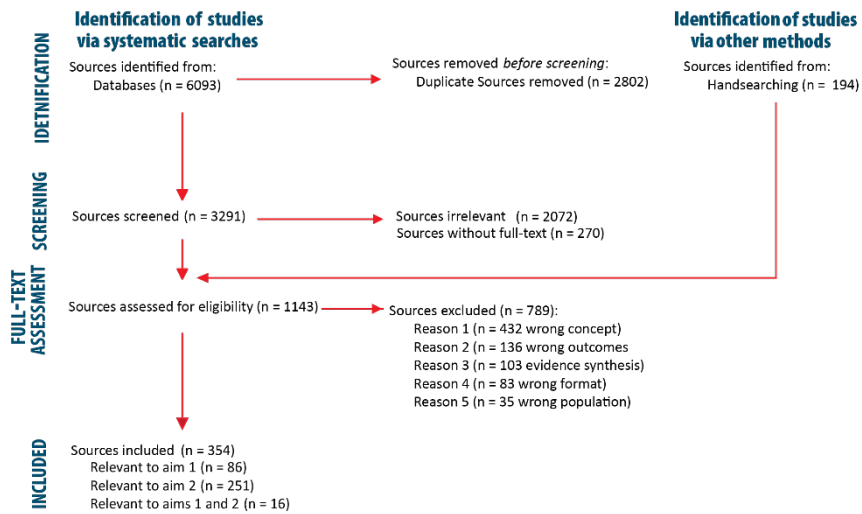 Identification of studies
via systematic searches
Identification of studies
via other methods
IDETNIFICATION
Sources identified from:
Databases (n = 6093)
Sources removed before screening:
Duplicate Sources removed (n = 2802)
Sources identified from:
Handsearching (n = 194)
SCREENING
Sources screened (n = 3291)
Sources irrelevant (n = 2072)
Sources without full-text (n = 270)
FULL-TEXT
ASSESSMENT
Sources assessed for eligibility (n = 1143)
Sources excluded (n = 789):
Reason 1 (n = 432 wrong concept)
Reason 2 (n = 136 wrong outcomes
Reason 3 (n = 103 evidence synthesis)
Reason 4 (n = 83 wrong format)
Reason 5 (n = 35 wrong population)
INCLUDED
Sources included (n = 354)
Relevant to aim 1 (n = 86)
Relevant to aim 2 (n = 251)
Relevant to aims 1 and 2 (n = 16)